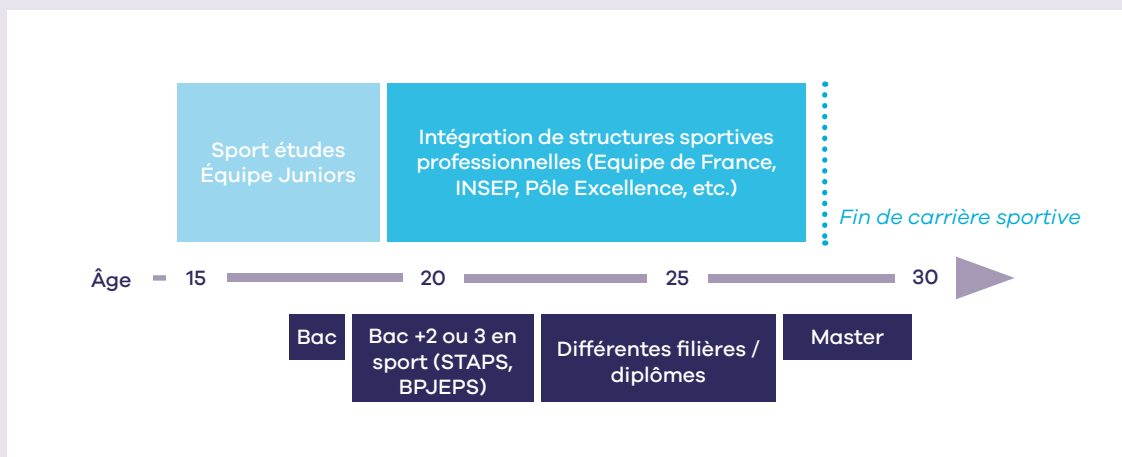 Sport études
Équipe Juniors
Intégration de structures sportives
professionnelles (Equipe de France,
INSEP, Pôle Excellence, etc.)
Fin de carrière sportive
Âge 15 20 25 30
Bac
Bac +2 ou 3 en
sport (STAPS,
BPJEPS)
Différentes filières /
diplômes
Master